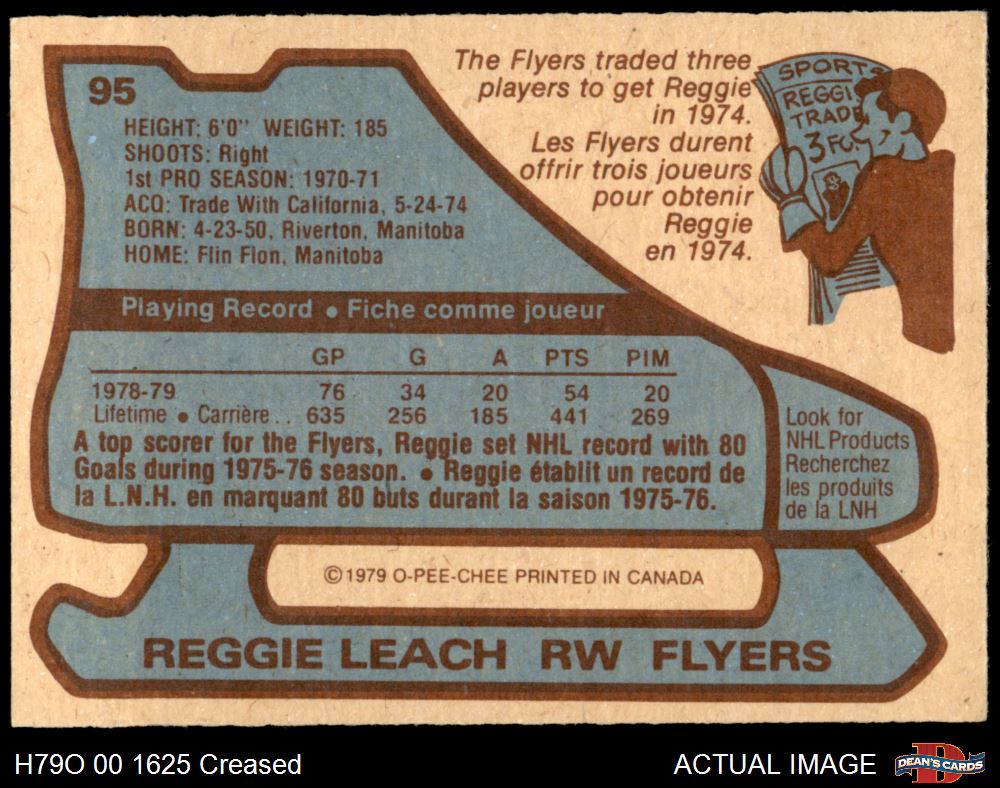 95
HEIGHT: 6'0" WEIGHT: 185
SHOOTS: Right
1st PRO SEASON: 1970-71
ACQ: Trade With California, 5-24-74
BORN: 4-23-50, Riverton, Manitoba
HOME: Flin Flon, Manitoba
The Flyers traded three
players to get Reggie
in 1974.
Les Flyers durent
offrir trois joueurs
pour obtenir
Reggie
en 1974.
SPORTS
REGGI
TRADE
3 FO
Playing Record • Fiche comme joueur
GP G A PTS PIM
1978-79 76 34 20 54 20
Lifetime • Carrière.. 635 256 185 441 269
A top scorer for the Flyers, Reggie set NHL record with 80
Goals during 1975-76 season. • Reggie établit un record de
la L.N.H. en marquant 80 buts durant la saison 1975-76.
Look for
NHL Products
Recherchez
les produits
de la LNH
©1979 O-PEE-CHEE PRINTED IN CANADA
REGGIE LEACH RW FLYERS
H79O 00 1625 Creased
ACTUAL IMAGE
D
DEAN'S CARDS